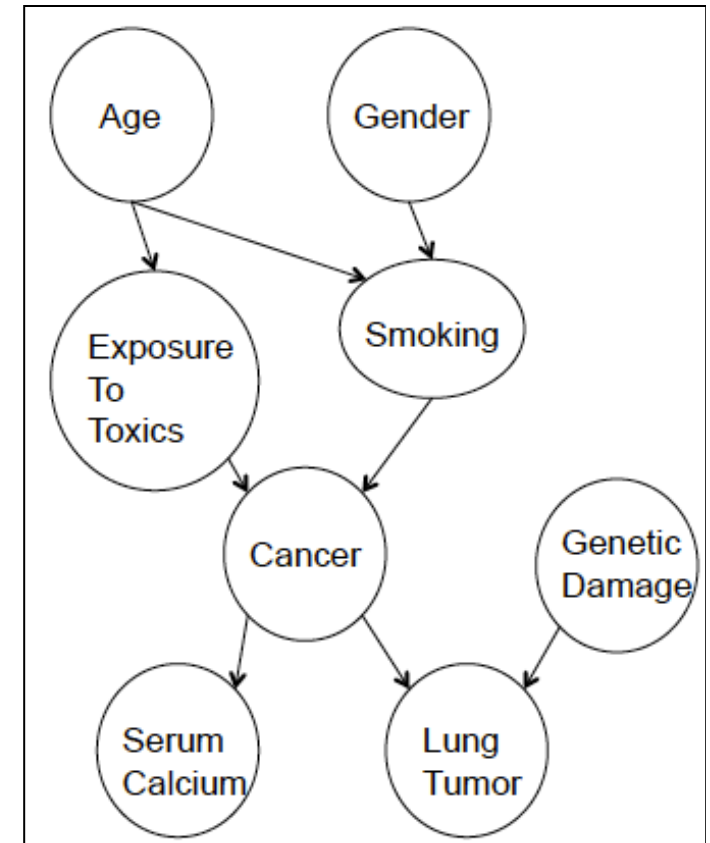 Age
Gender
Exposure
To
Toxics
Smoking
Cancer
Genetic
Damage
Serum
Calcium
Lung
Tumor